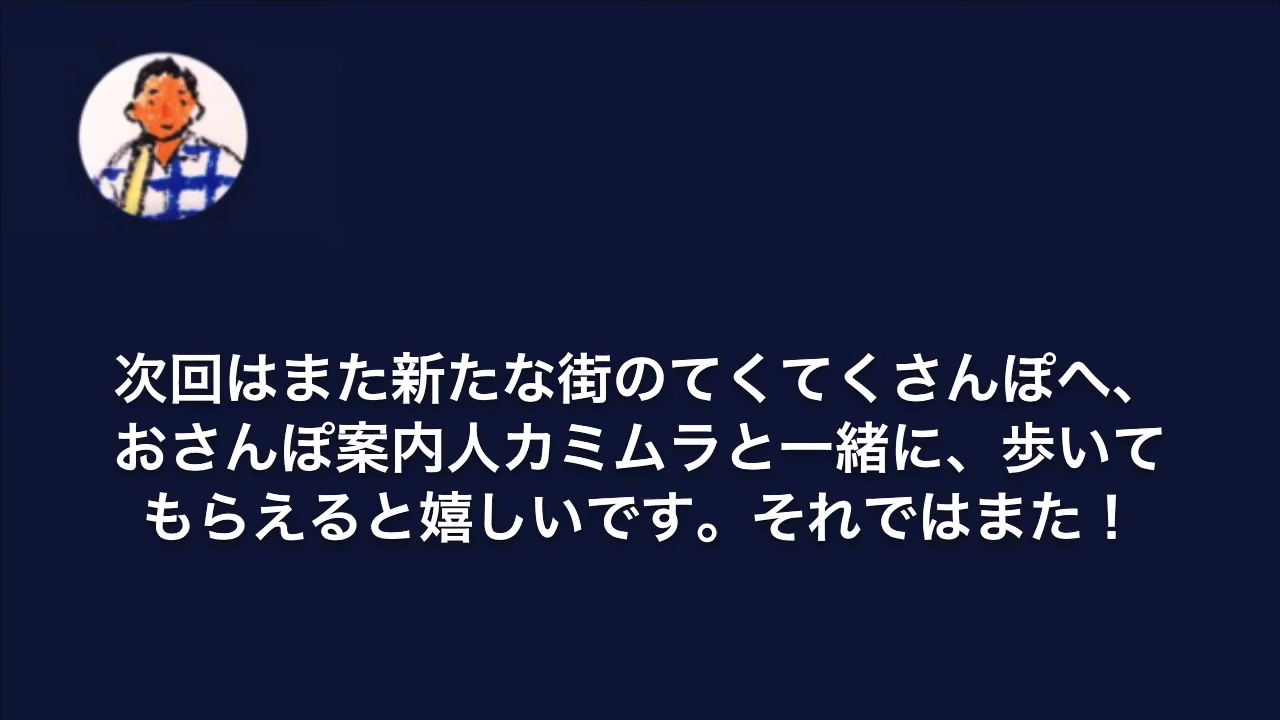 次回はまた新たな街のてくてくさんぽへ、
おさんぽ案内人カミムラと一緒に、歩いて
もらえると嬉しいです。それではまた！